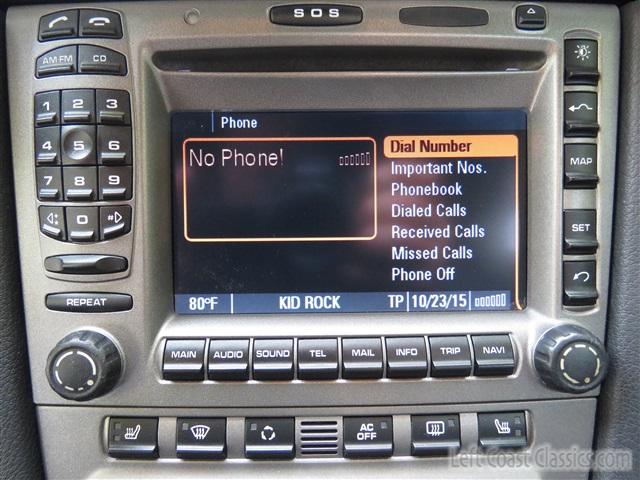 SOS
AM FM CD
1 2 3
4 5 6
7 8 9
* 0 #
REPEAT
Phone
No Phone!
Dial Number
Important Nos.
Phonebook
Dialed Calls
Received Calls
Missed Calls
Phone Off
80°F KID ROCK TP 10/23/15
MAP
SET
MAIN AUDIO SOUND TEL MAIL INFO TRIP NAVI
AC
OFF
Left Coast Classics.com